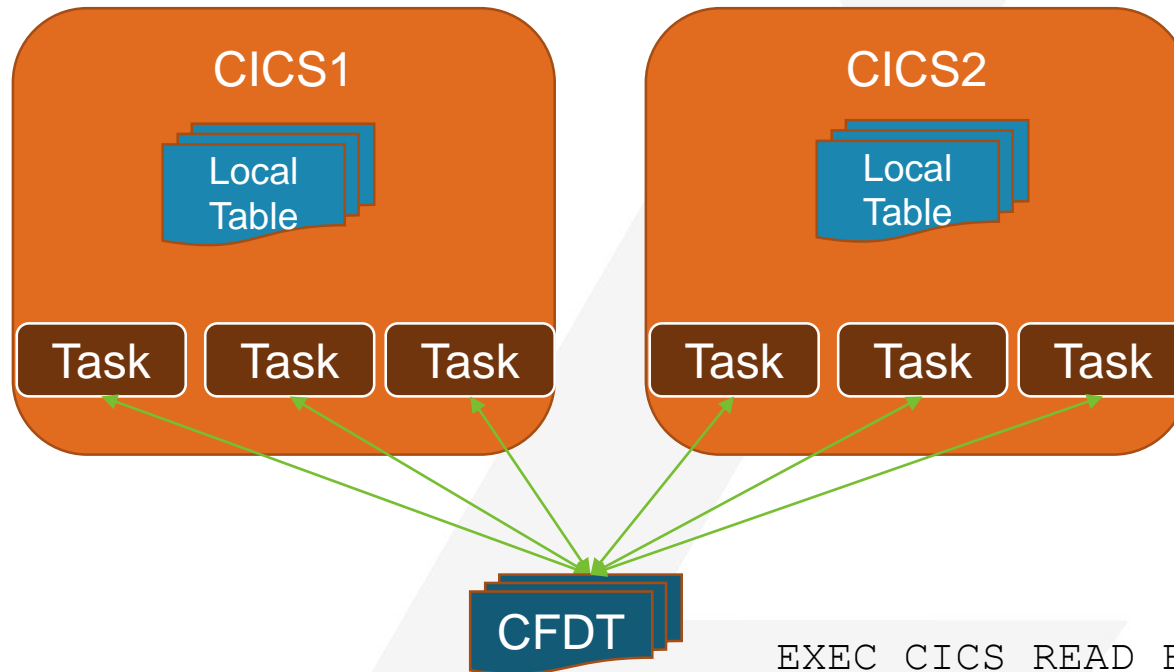 CICS1
CICS2
Local
Table
Local
Table
Task Task Task Task Task Task
CFDT
EXEC CICS READ